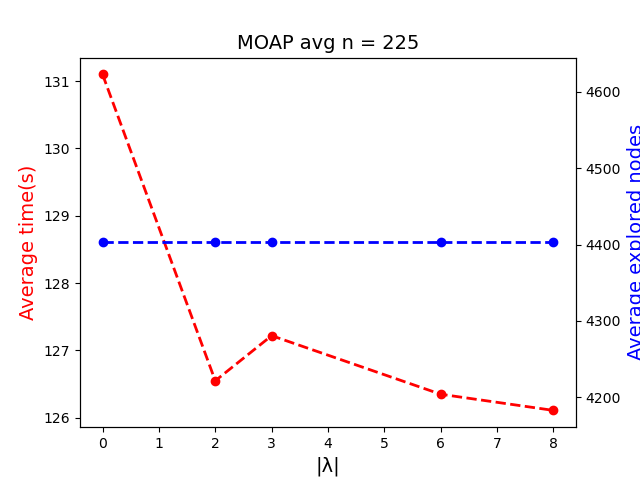 MOAP avg n = 225
Average time(s)
131
130
129
128
127
126
4600
4500
4400
4300
4200
Average explored nodes
0 1 2 3 4 5 6 7 8
|λ|